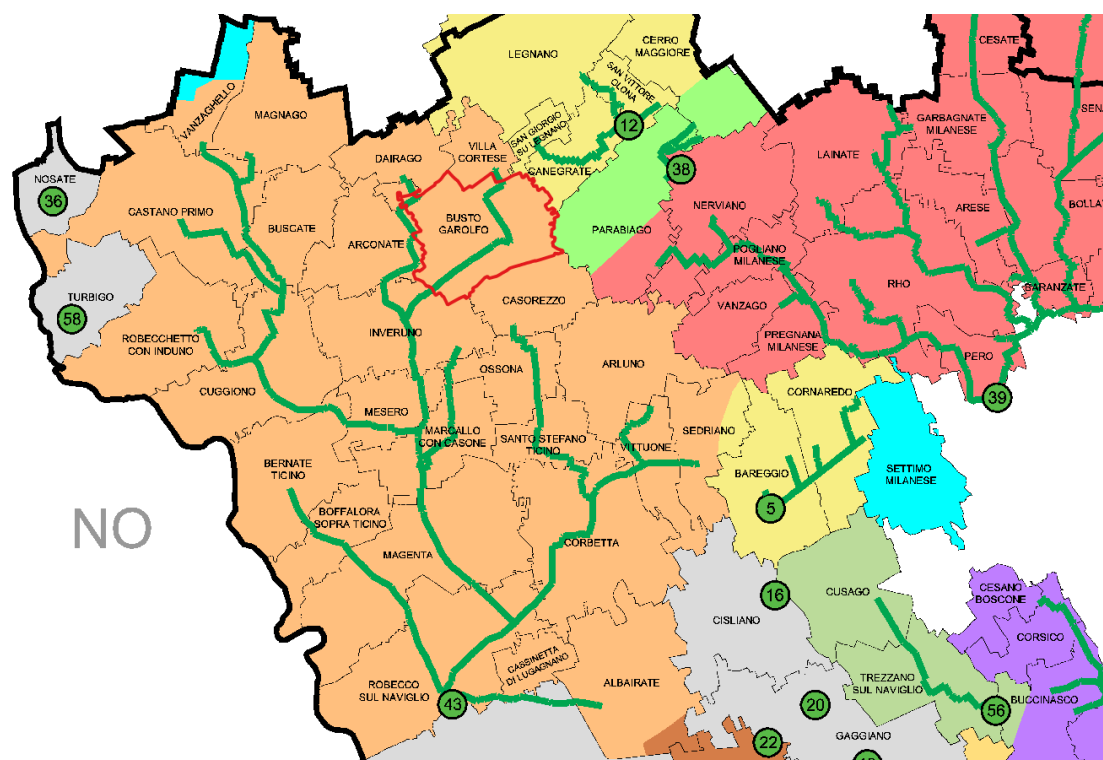 CESATE
LEGNANO
CERRO
MAGGIORE
SAN VITTORE
OLONA
VANZAGHELLO
MAGNAGO
GARBAGNATE
MILANESE
12
SAN GIORGIO
SU LEGNANO
VILLA
CORTESE
DAIRAGO
LAINATE
CANEGRATE
38
NOSATE
36
BOLLAT
ARESE
NERVIANO
CASTANO PRIMO
BUSTO
GAROLFO
BUSCATE
PARABIAGO
ARCONATE
POGLIANO
MILANESE
RHO
BARANZATE
TURBIGO
58
CASOREZZO
VANZAGO
INVERUNO
PREGNANA
MILANESE
ROBECCHETTO
CON INDUNO
PERO
OSSONA
ARLUNO
CUGGIONO
CORNAREDO
39
MESERO
MARCALLO
CON CASONE
SANTO STEFANO
TICINO
SEDRIANO
VITTUONE
BERNATE
TICINO
BAREGGIO
SETTIMO
MILANESE
5
BOFFALORA
SOPRA TICINO
NO
CORBETTA
MAGENTA
CESANO
BOSCONE
16
CUSAGO
CISLIANO
CORSICO
CASSINETTA
DI LUGAGNANO
ROBECCO
SUL NAVIGLIO
ALBAIRATE
TREZZANO
SUL NAVIGLIO
BUCCINASCO
43
20
56
GAGGIANO
22